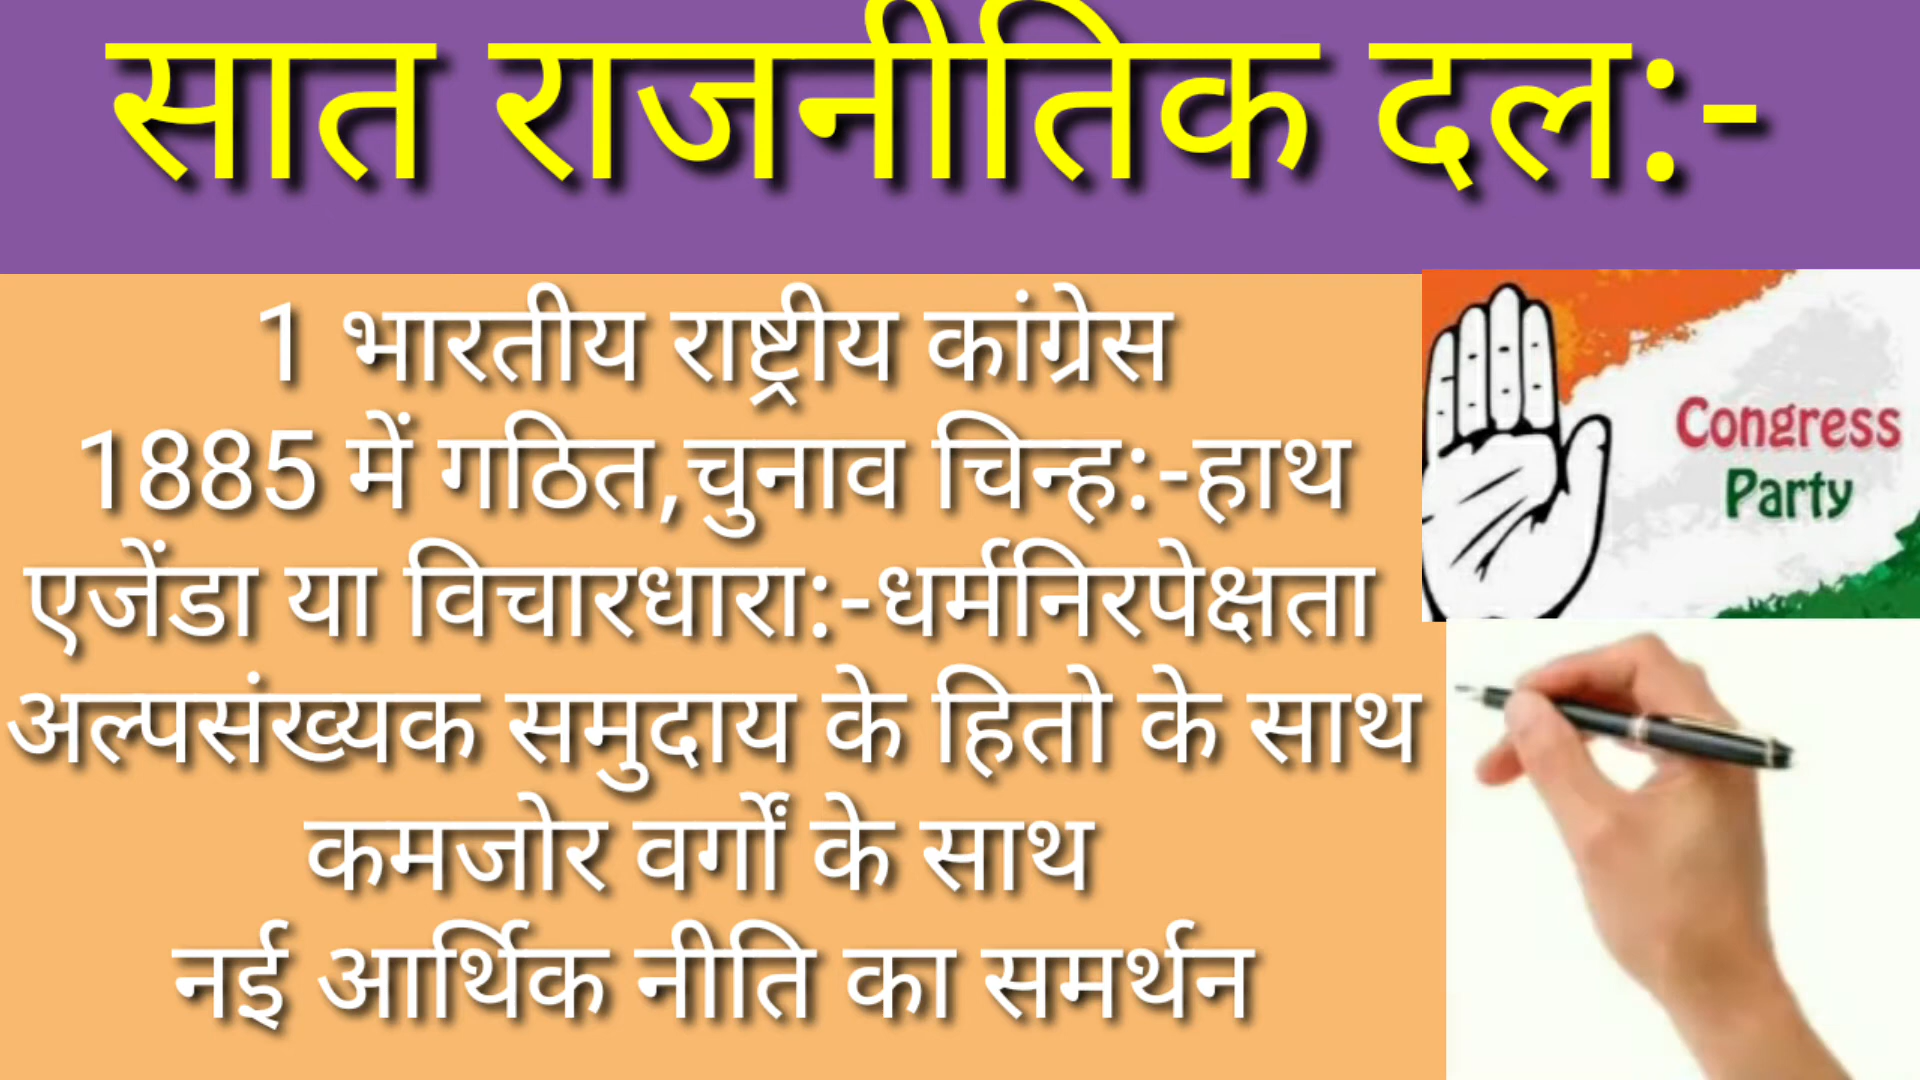 सात राजनीतिक दल:-
1 भारतीय राष्ट्रीय कांग्रेस
1885 में गठित,चुनाव चिन्ह:-हाथ
एजेंडा या विचारधारा:-धर्मनिरपेक्षता
अल्पसंख्यक समुदाय के हितो के साथ
कमजोर वर्गों के साथ
नई आर्थिक नीति का समर्थन
Congress
Party